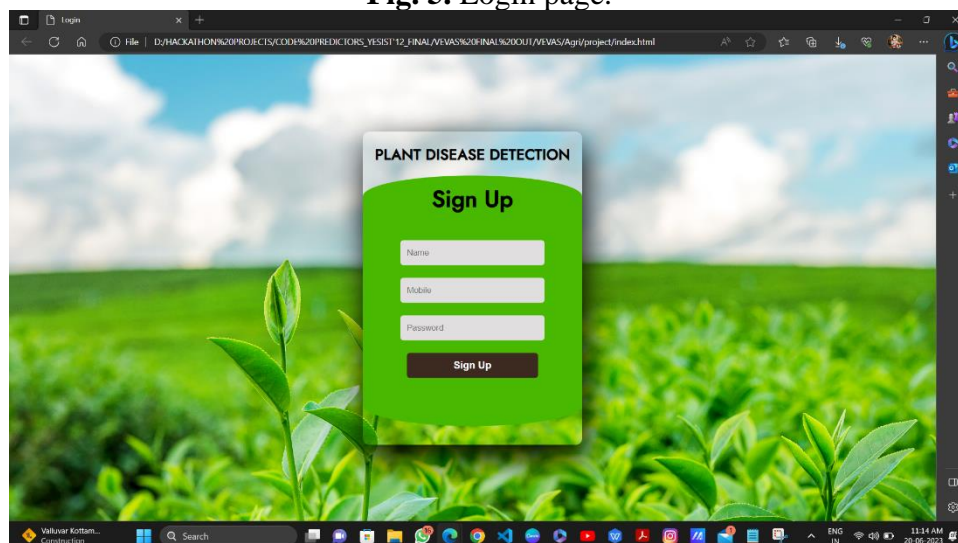 Fig. 5. Login page.
Login
File | D:/HACKATHON%20PROJECTS/CODE%20PREDICTORS_YESIST'12_FINAL/VEVAS%20FINAL%20OUT/VEVAS/Agri/project/index.html
PLANT DISEASE DETECTION
Sign Up
Name
Mobile
Password
Sign Up
Valluvar Kottam...
Construction
Search
ENG
IN
11:14 AM
20-06-2023